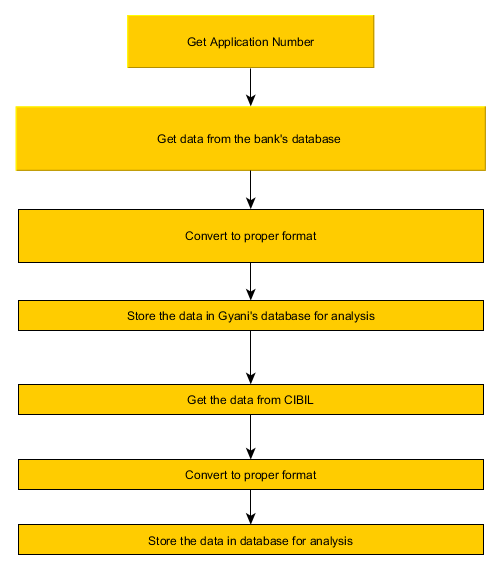 Get Application Number
Get data from the bank's database
Convert to proper format
Store the data in Gyani's database for analysis
Get the data from CIBIL
Convert to proper format
Store the data in database for analysis